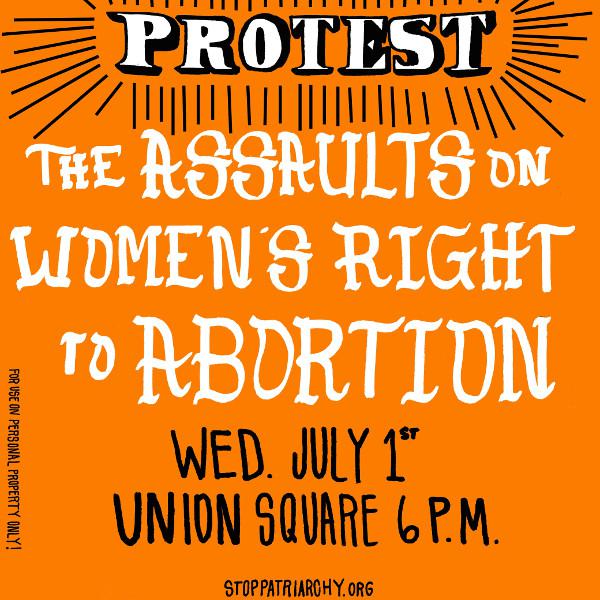 PROTEST
THE ASSAULTS ON
WOMEN'S RIGHT
TO ABORTION
WED. JULY 1ST
UNION SQUARE 6 P.M.
STOPPATRIARCHY.ORG
FOR USE ON PERSONAL PROPERTY ONLY!